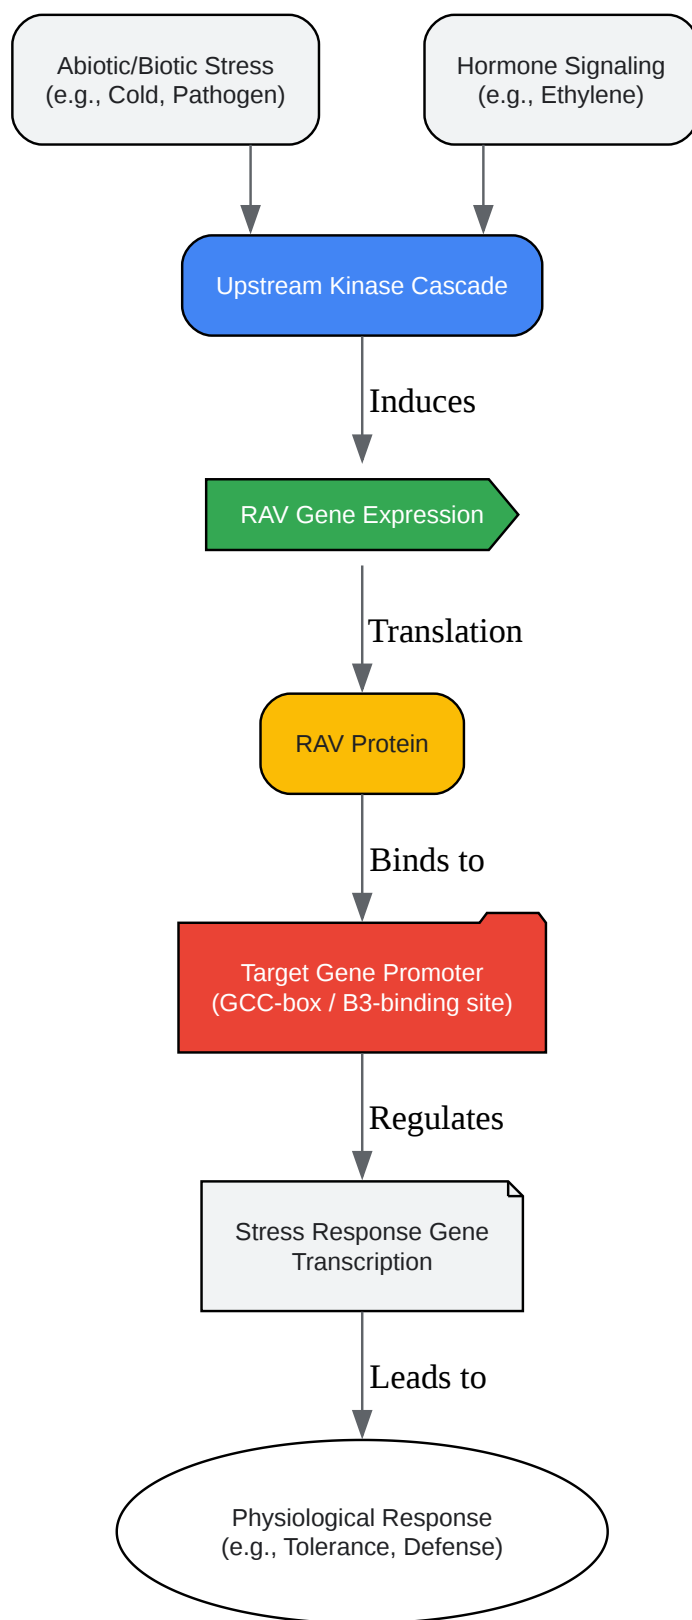 Abiotic/Biotic Stress
(e.g., Cold, Pathogen)
Hormone Signaling
(e.g., Ethylene)
Upstream Kinase Cascade
Induces
RAV Gene Expression
Translation
RAV Protein
Binds to
Target Gene Promoter
(GCC-box / B3-binding site)
Regulates
Stress Response Gene
Transcription
Leads to
Physiological Response
(e.g., Tolerance, Defense)